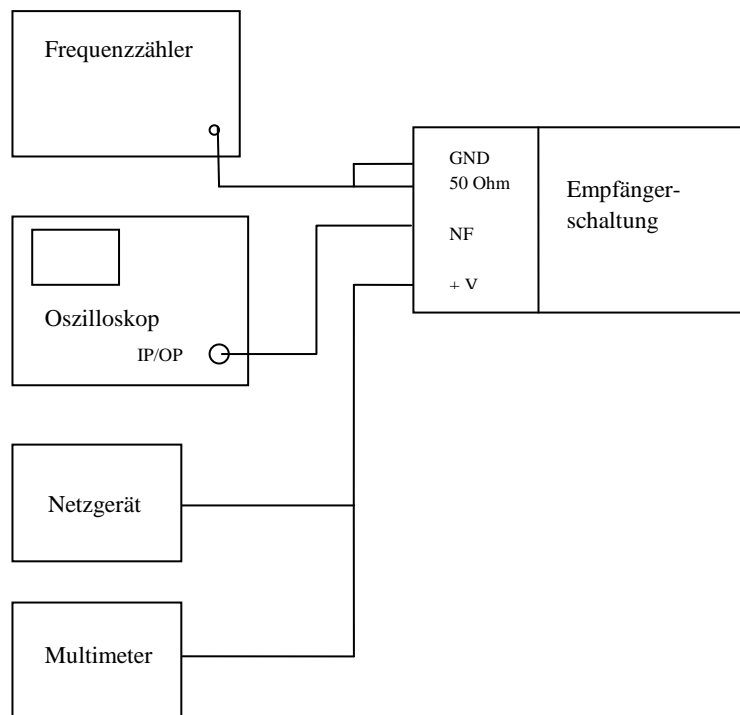 Frequenzzähler
GND
50 Ohm
Empfänger-
schaltung
NF
+ V
Oszilloskop
IP/OP
Netzgerät
Multimeter